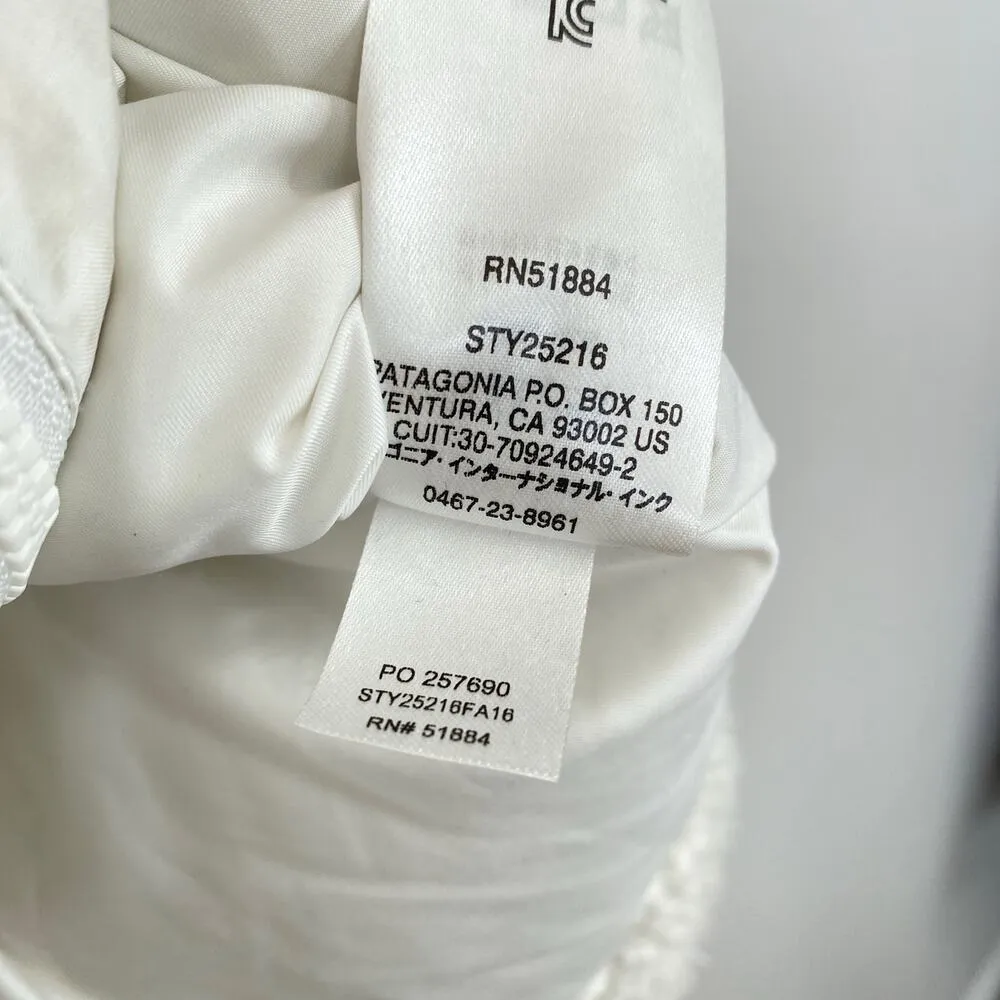 RN51884
STY25216
PATAGONIA P.O. BOX 150
VENTURA, CA 93002 US
CUIT:30-70924649-2
ゴニア・インターナショナル・インク
0467-23-8961
PO 257690
STY25216FA16
RN# 51884